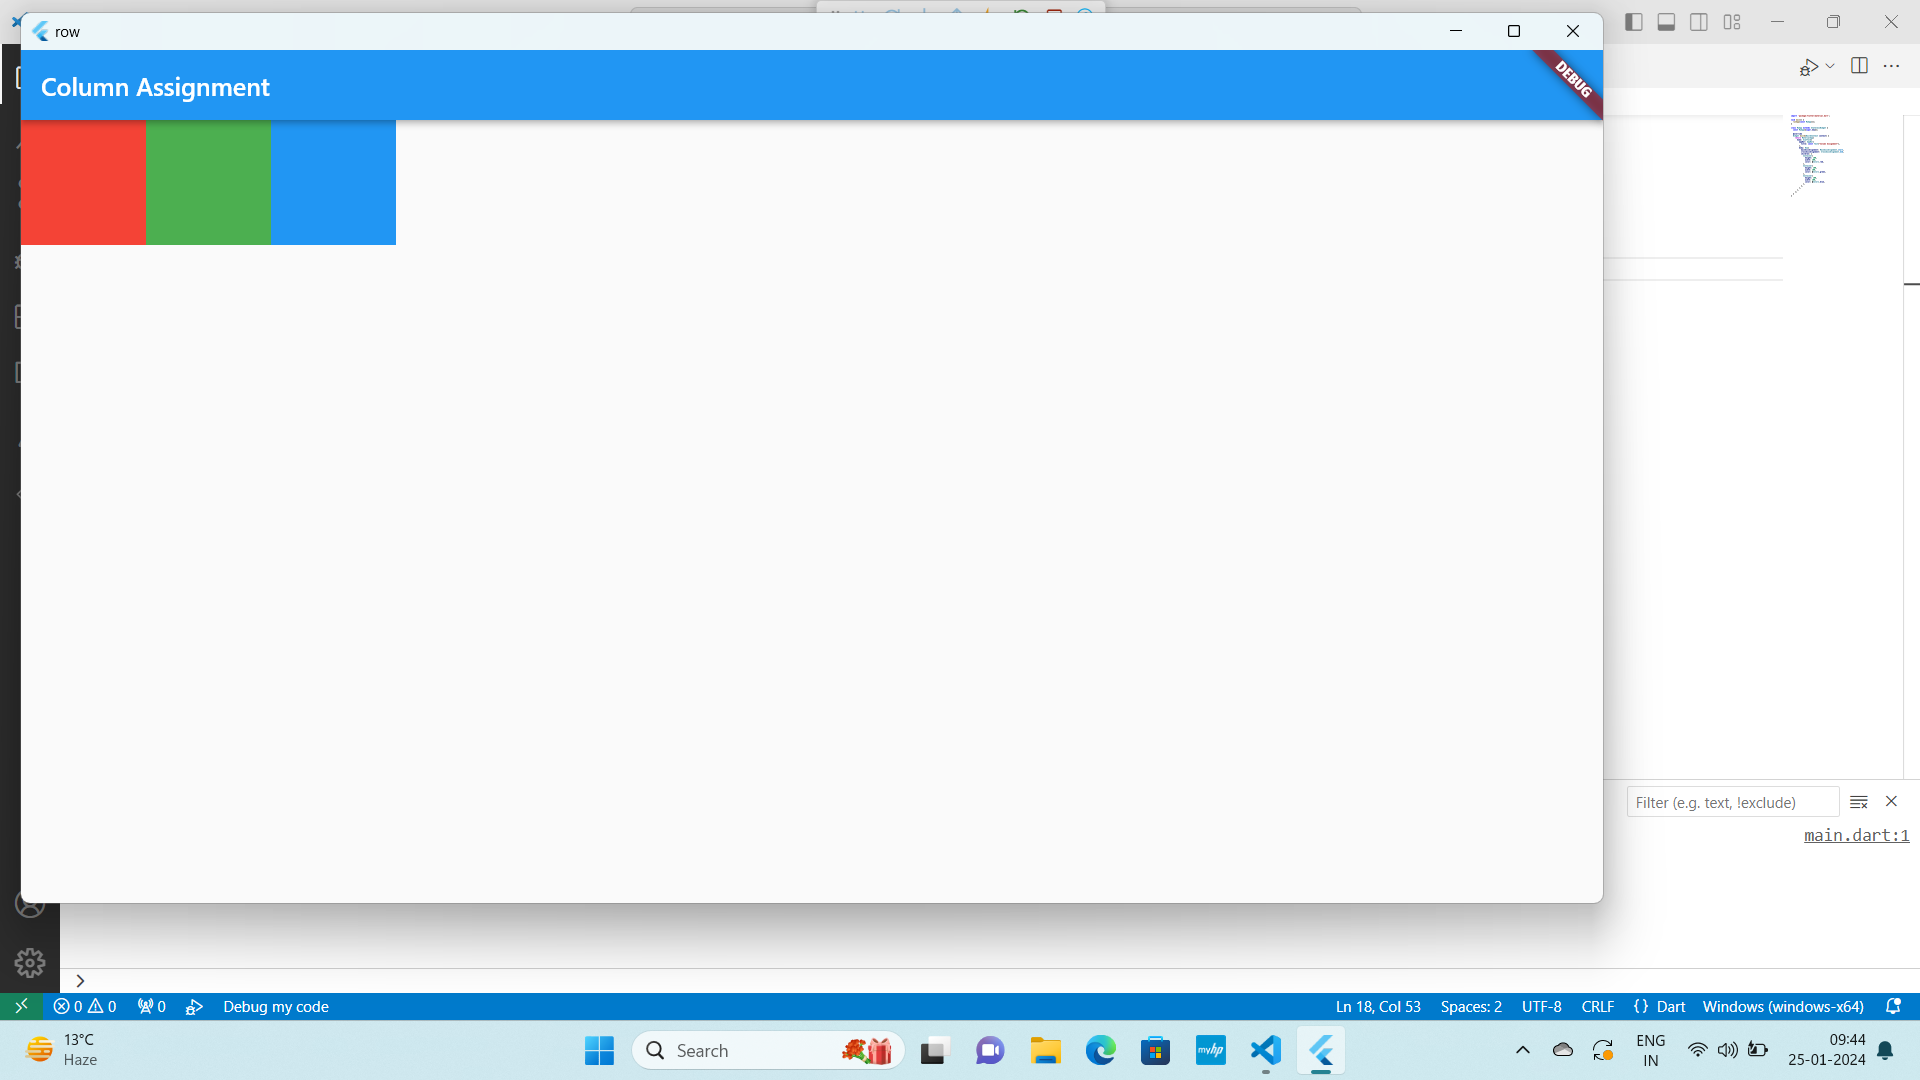 row
Column Assignment
DEBUG
Filter (e.g. text, !exclude)
main.dart:1
0 0 0 Debug my code
Ln 18, Col 53 Spaces: 2 UTF-8 CRLF {} Dart Windows (windows-x64)
13°C
Haze
Search
myhp
ENG
IN
09:44
25-01-2024